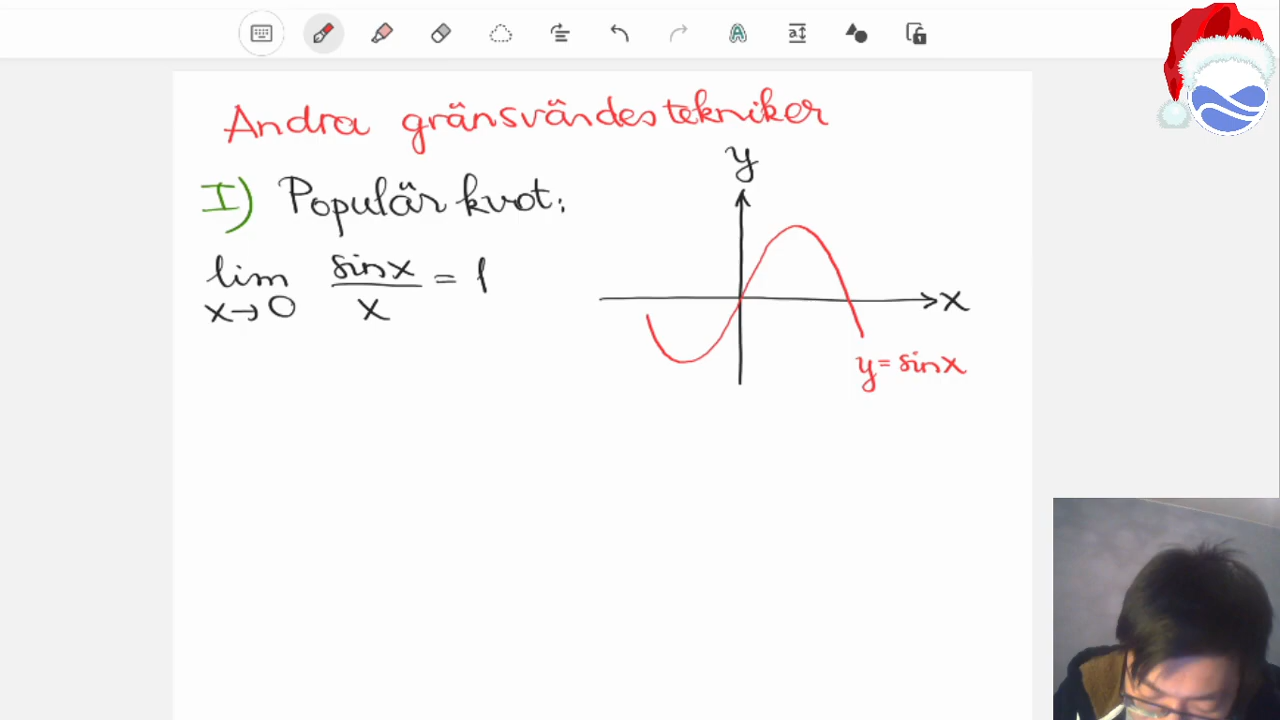 Andra gränsvärdestekniker
I) Populär kvot:
lim sinx = 1
x→0 x
y
x
y = sinx